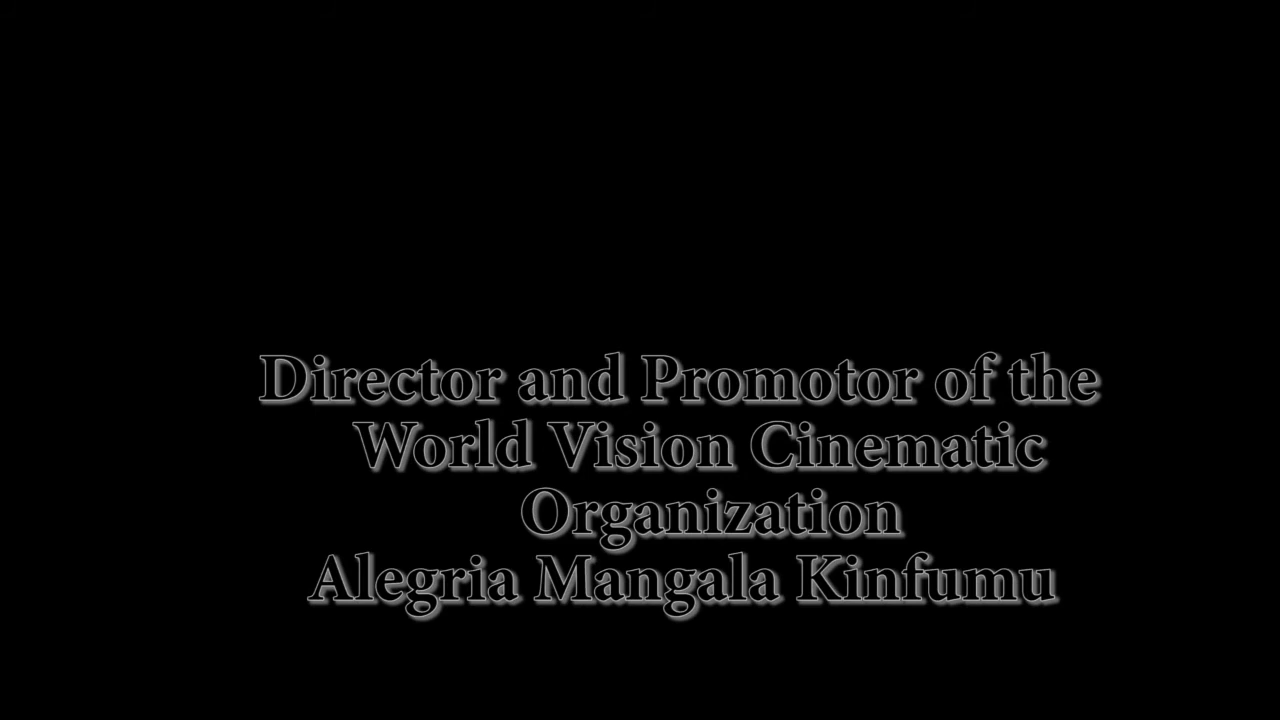 Director and Promotor of the
World Vision Cinematic
Organization
Alegria Mangala Kinfumu